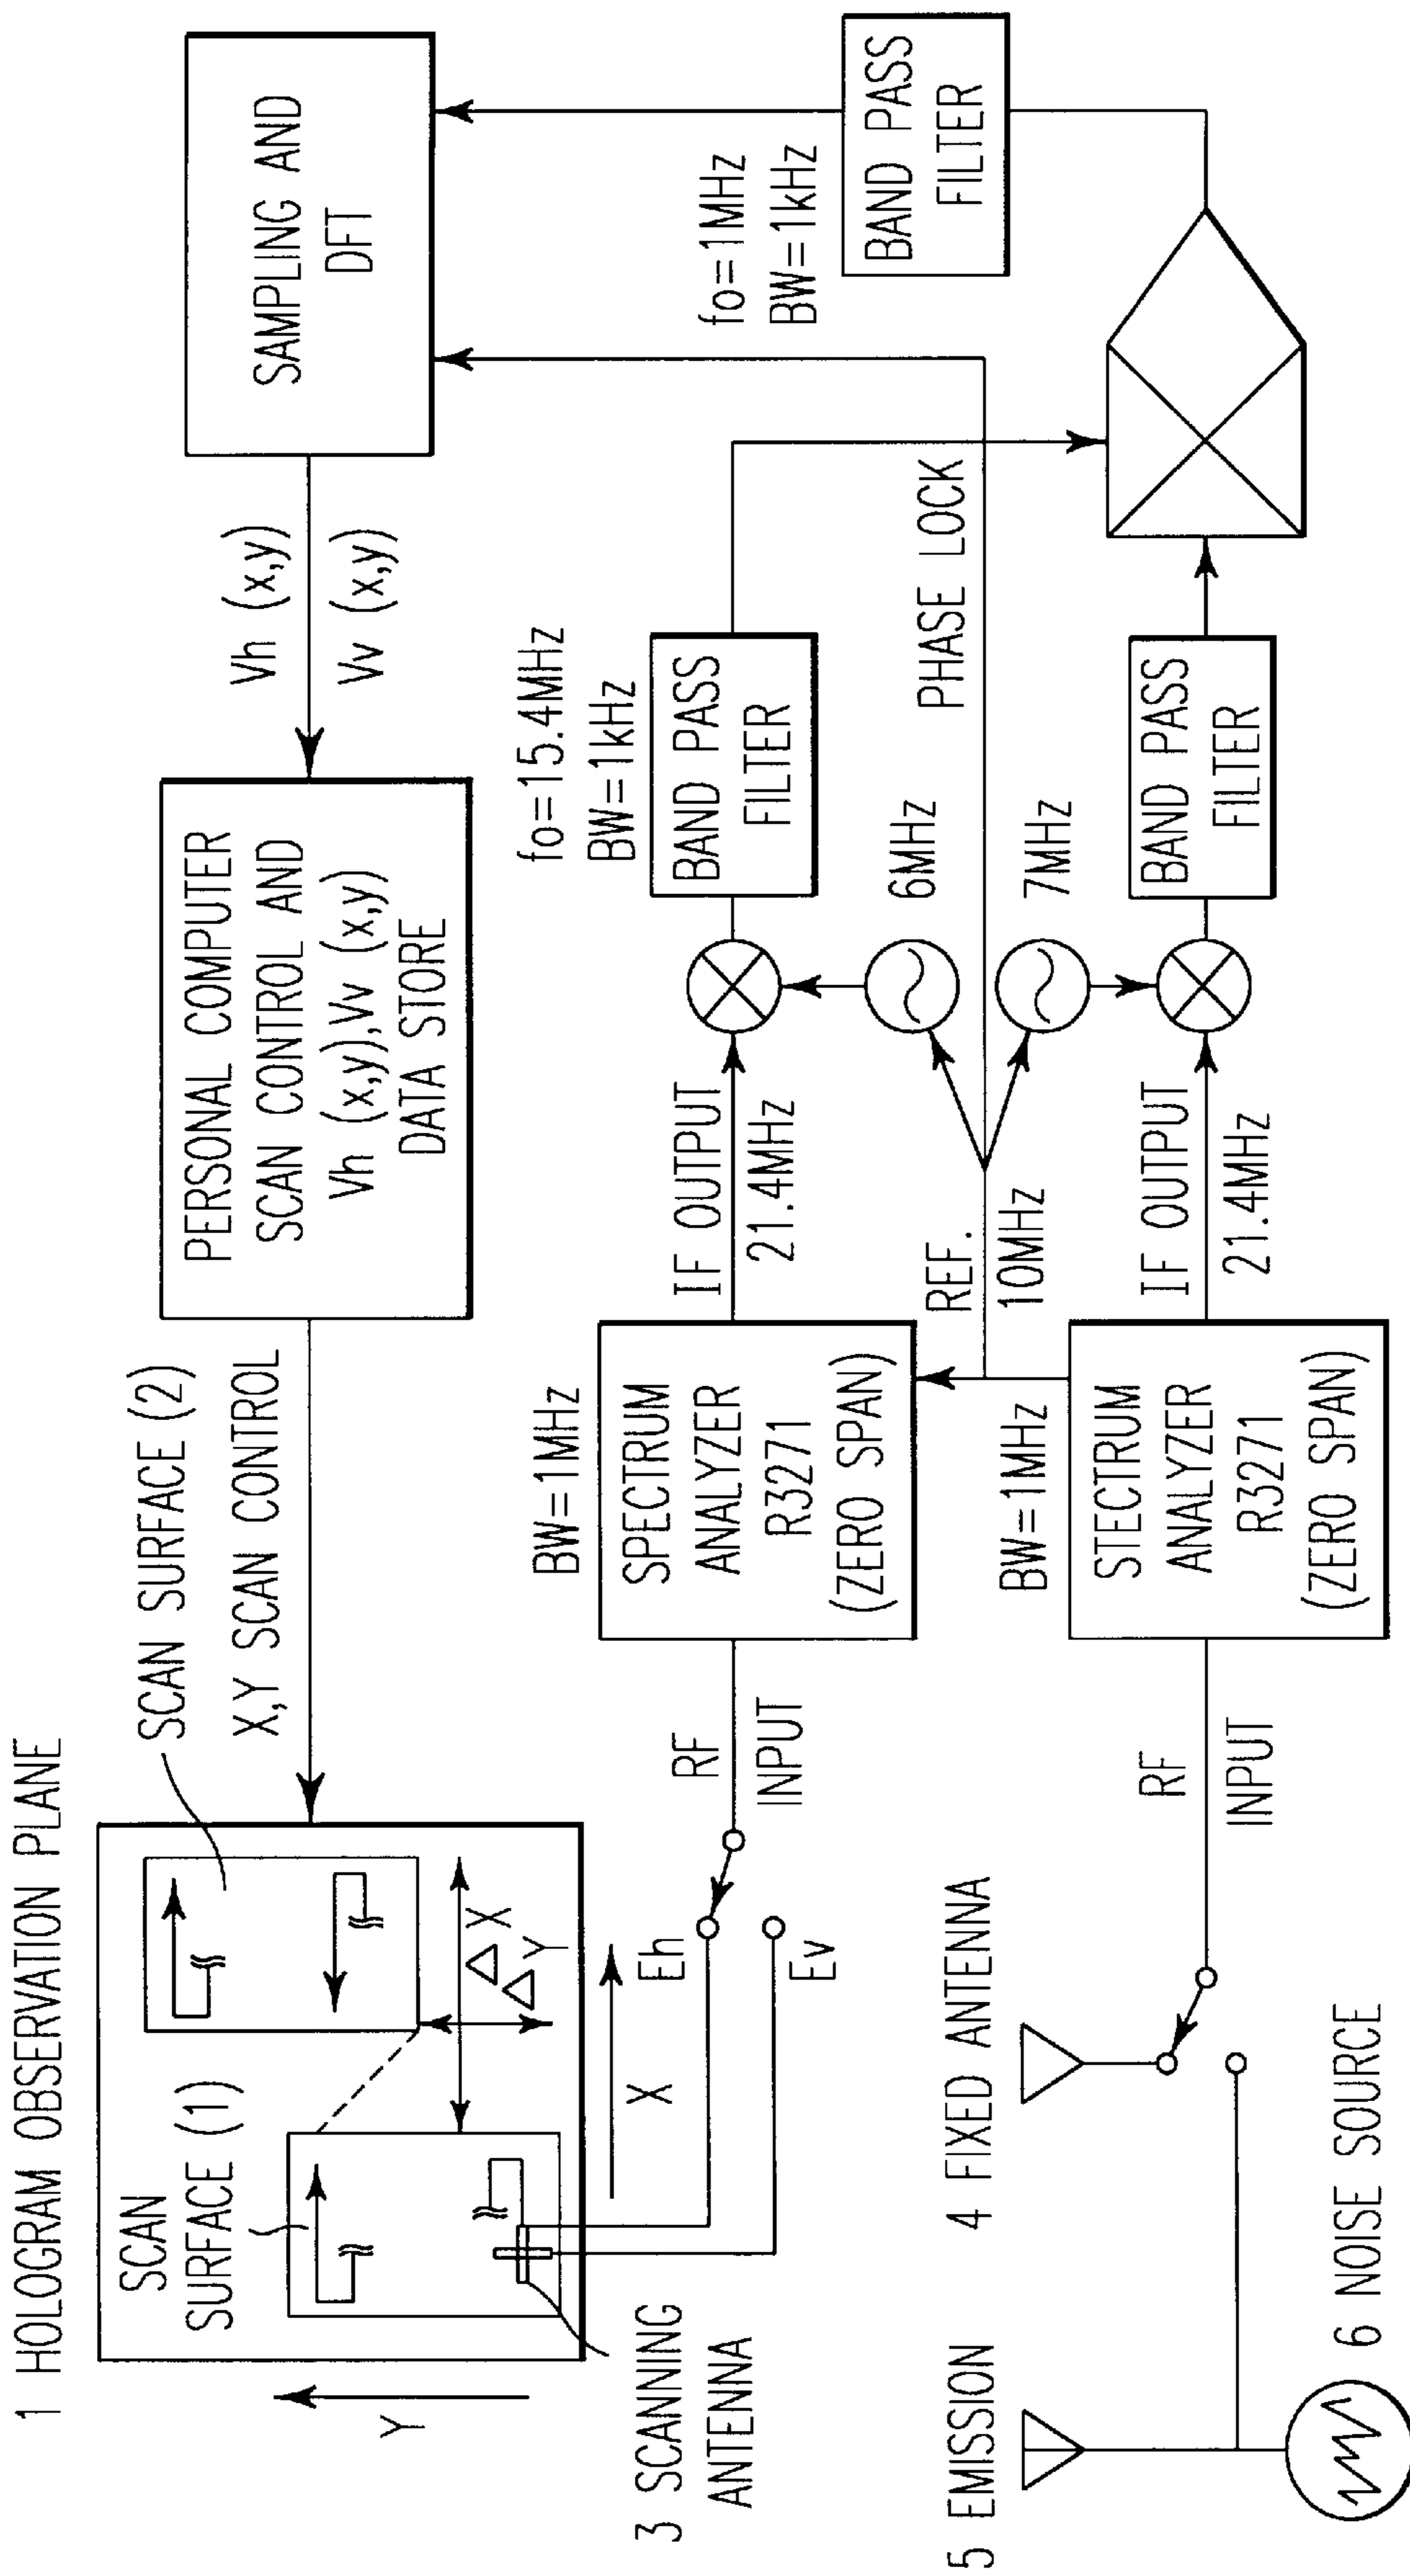 1 HOLOGRAM OBSERVATION PLANE
SCAN SURFACE (2)
X,Y SCAN CONTROL
SCAN
SURFACE (1)
ΔX
ΔY
Y
X
PERSONAL COMPUTER
SCAN CONTROL AND
Vh (x,y),Vv (x,y)
DATA STORE
Vh (x,y)
Vv (x,y)
SAMPLING AND
DFT
3 SCANNING
ANTENNA
Eh
Ev
RF
INPUT
BW=1MHz
SPECTRUM
ANALYZER
R3271
(ZERO SPAN)
IF OUTPUT
21.4MHz
fo=15.4MHz
BW=1kHz
BAND PASS
FILTER
fo=1MHz
BW=1kHz
BAND PASS
FILTER
REF.
10MHz
6MHz
7MHz
PHASE LOCK
5 EMISSION
4 FIXED ANTENNA
6 NOISE SOURCE
RF
INPUT
BW=1MHz
STECTRUM
ANALYZER
R3271
(ZERO SPAN)
IF OUTPUT
21.4MHz
BAND PASS
FILTER